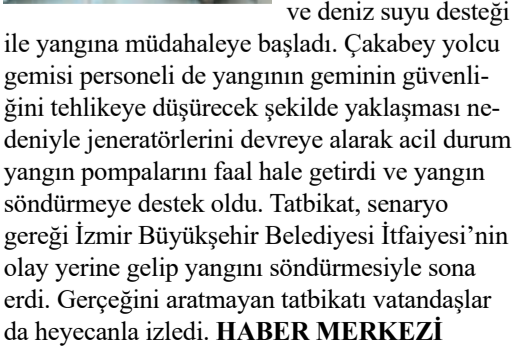 ve deniz suyu desteği
ile yangına müdahaleye başladı. Çakabey yolcu
gemisi personeli de yangının geminin güvenli-
ğini tehlikeye düşürecek şekilde yaklaşması ne-
deniyle jeneratörlerini devreye alarak acil durum
yangın pompalarını faal hale getirdi ve yangın
söndürmeye destek oldu. Tatbikat, senaryo
gereği İzmir Büyükşehir Belediyesi İtfaiyesi’nin
olay yerine gelip yangını söndürmesiyle sona
erdi. Gerçeğini aratmayan tatbikatı vatandaşlar
da heyecanla izledi. HABER MERKEZİ